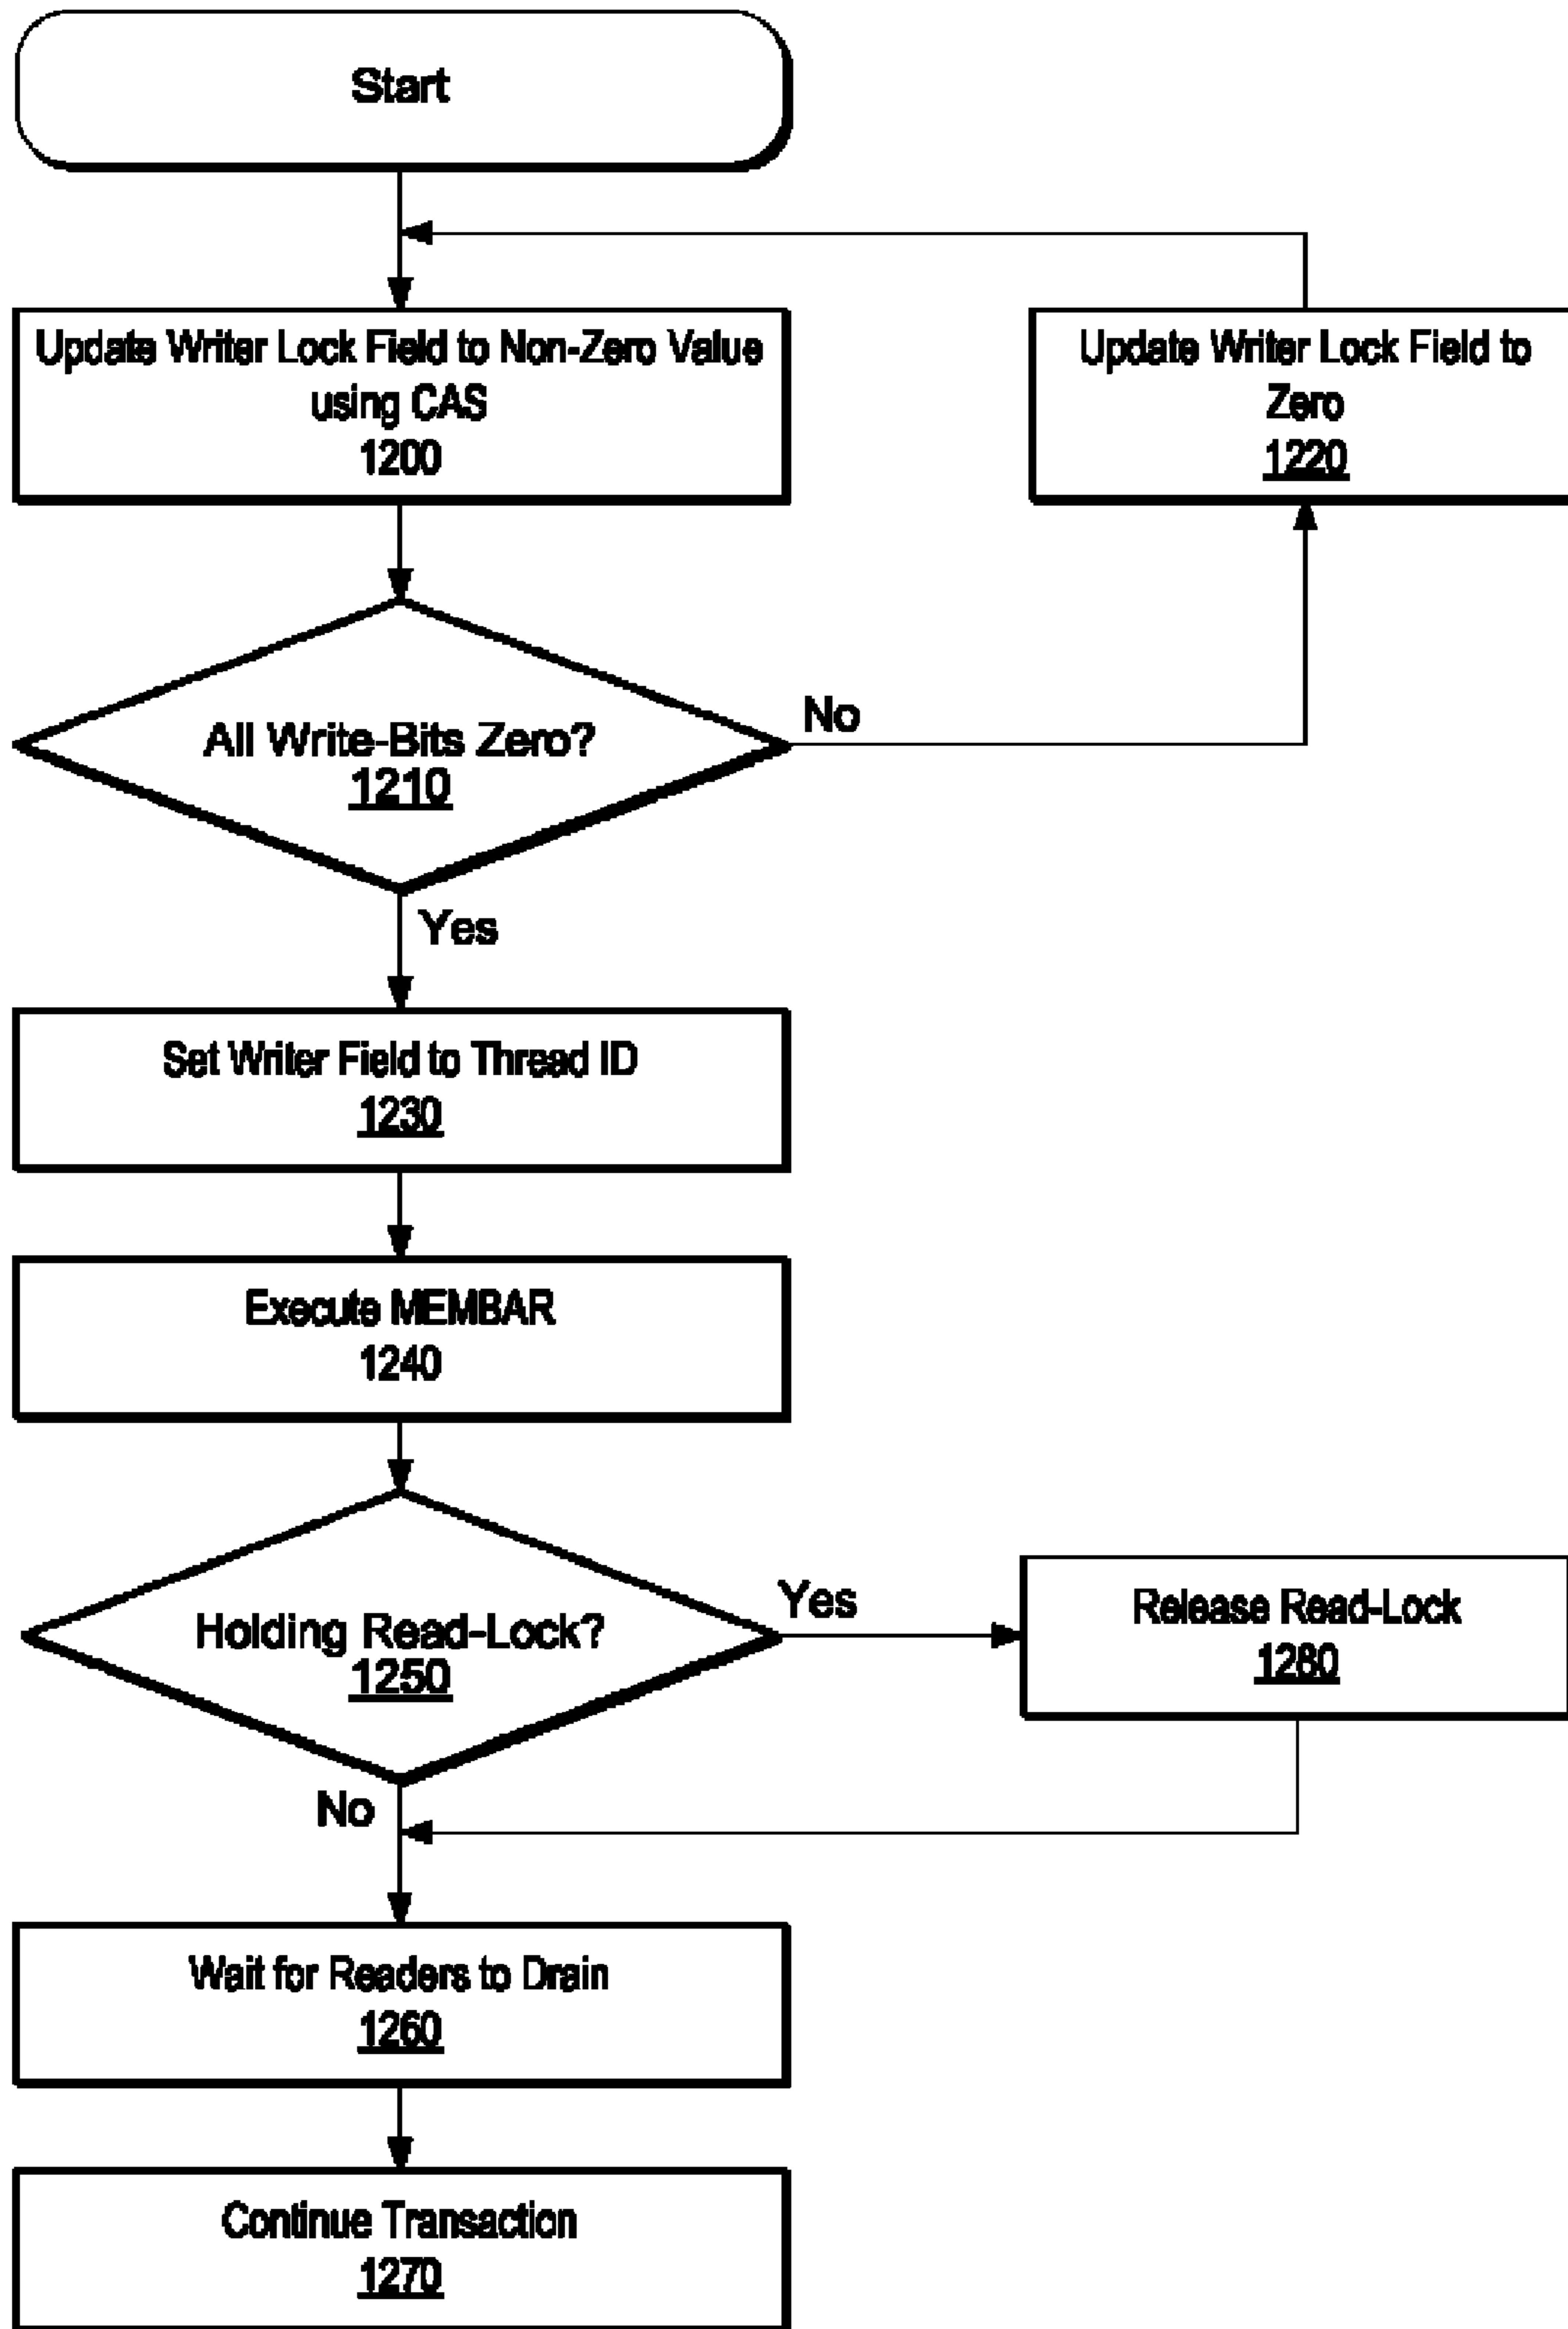 Start
Update Writer Lock Field to Non-Zero Value
using CAS
1200
Update Writer Lock Field to
Zero
1220
All Write-Bits Zero?
1210
No
Yes
Set Writer Field to Thread ID
1230
Execute MEMBAR
1240
Holding Read-Lock?
1250
Yes
Release Read-Lock
1280
No
Wait for Readers to Drain
1260
Continue Transaction
1270